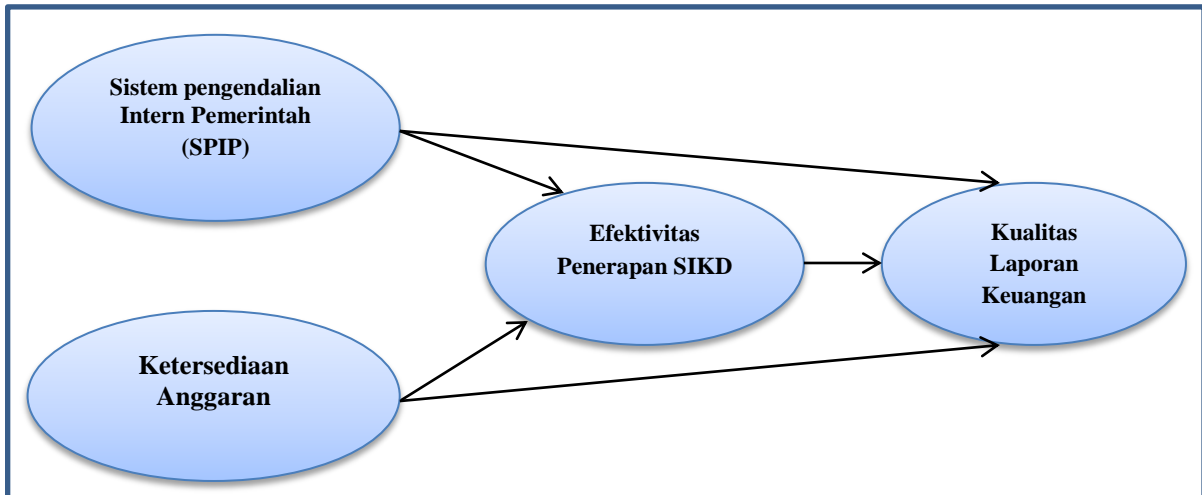 Sistem pengendalian
Intern Pemerintah
(SPIP)
Efektivitas
Penerapan SIKD
Kualitas
Laporan
Keuangan
Ketersediaan
Anggaran